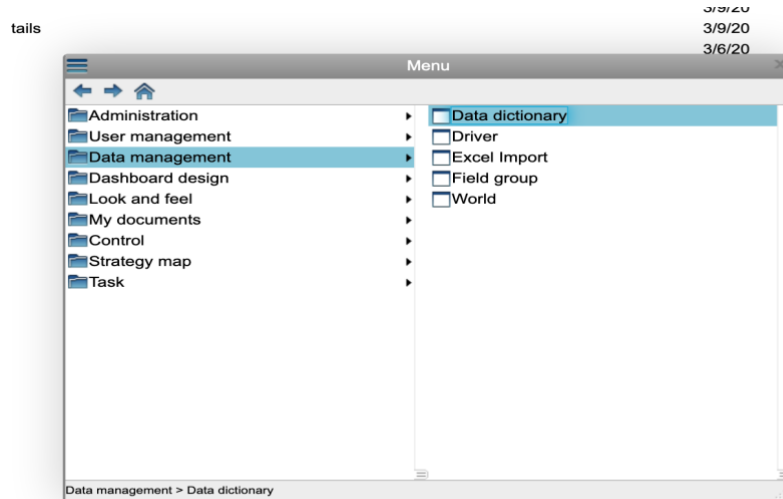 3/9/20
tails 3/9/20
3/6/20
Menu
Administration
User management
Data management
Dashboard design
Look and feel
My documents
Control
Strategy map
Task
Data dictionary
Driver
Excel Import
Field group
World
Data management > Data dictionary